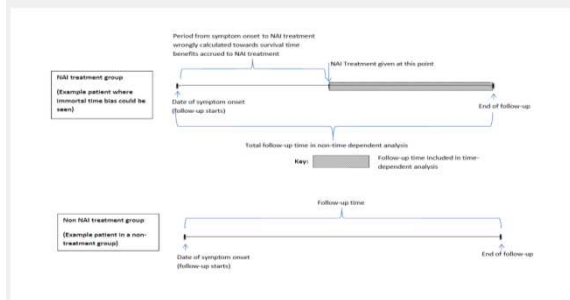 Period from symptom onset to NAI treatment
wrongly calculated towards survival time
benefits accrued to NAI treatment
NAI Treatment given at this point
NAI treatment group
(Example patient where
immortal time bias could be
seen)
Date of symptom onset
(follow-up starts)
End of follow-up
Total follow-up time in non-time dependent analysis
Key:
Follow-up time included in time-
dependent analysis
Follow-up time
Non NAI treatment group
(Example patient in a non-
treatment group)
Date of symptom onset
(follow-up starts)
End of follow-up